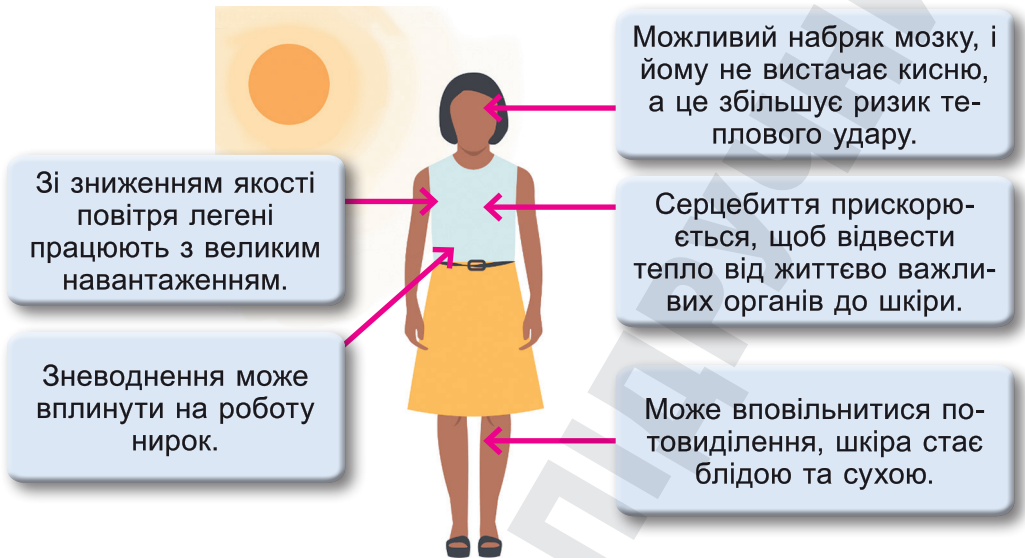 Можливий набряк мозку, і
йому не вистачає кисню,
а це збільшує ризик те-
плового удару.
Зі зниженням якості
повітря легені
працюють з великим
навантаженням.
Серцебиття прискорю-
ється, щоб відвести
тепло від життєво важли-
вих органів до шкіри.
Зневоднення може
вплинути на роботу
нирок.
Може вповільнитися по-
товиділення, шкіра стає
блідою та сухою.